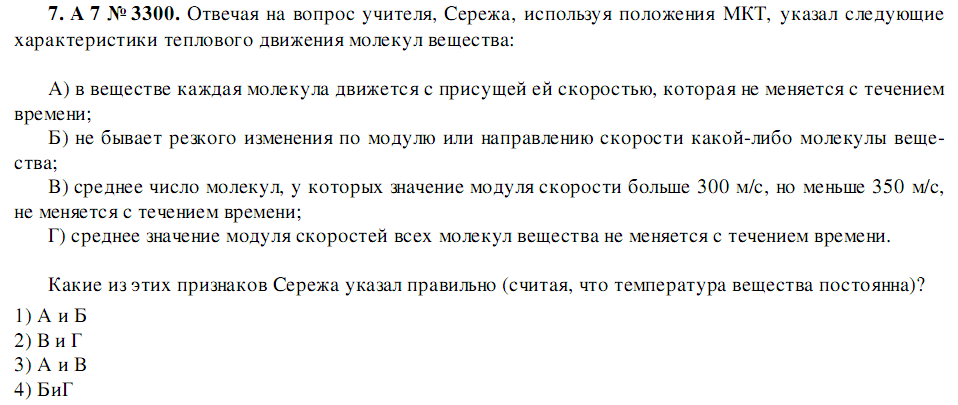 7. А 7 № 3300. Отвечая на вопрос учителя, Сережа, используя положения МКТ, указал следующие
характеристики теплового движения молекул вещества:
А) в веществе каждая молекула движется с присущей ей скоростью, которая не меняется с течением
времени;
Б) не бывает резкого изменения по модулю или направлению скорости какой-либо молекулы веще-
ства;
В) среднее число молекул, у которых значение модуля скорости больше 300 м/с, но меньше 350 м/с,
не меняется с течением времени;
Г) среднее значение модуля скоростей всех молекул вещества не меняется с течением времени.
Какие из этих признаков Сережа указал правильно (считая, что температура вещества постоянна)?
1) А и Б
2) В и Г
3) А и В
4) БиГ